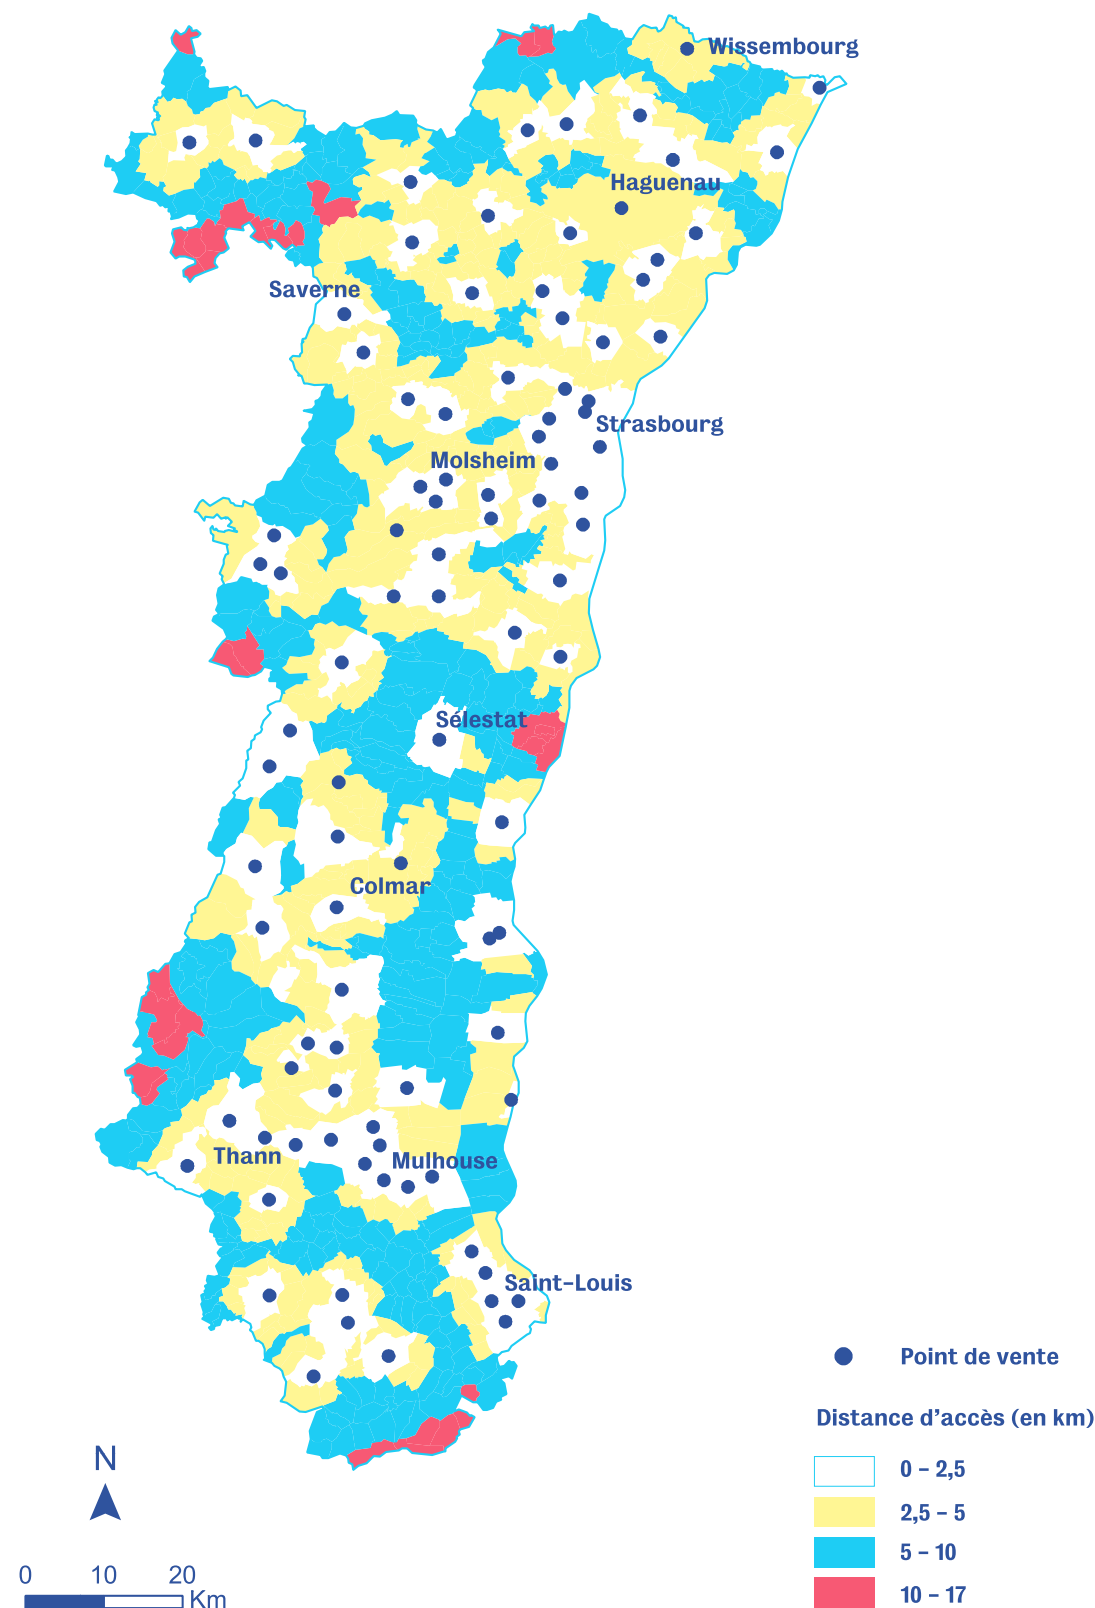 Wissembourg
Haguenau
Saverne
Strasbourg
Molsheim
Sélestat
Colmar
Thann
Mulhouse
Saint-Louis
Point de vente
Distance d'accès (en km)
0 – 2,5
2,5 – 5
5 – 10
10 – 17
N
0 10 20
Km